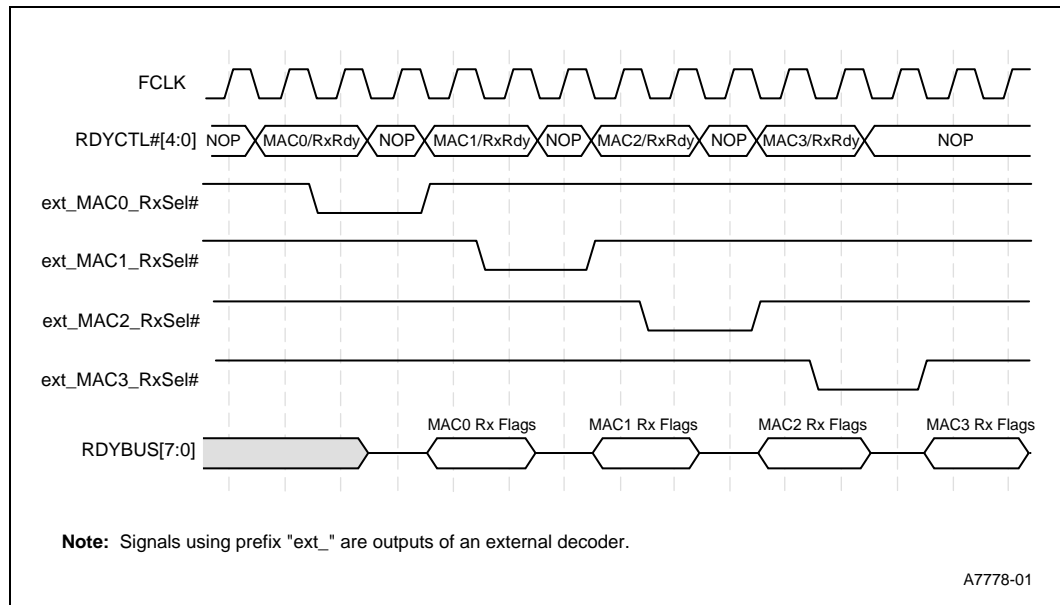 FCLK
RDYCTL#[4:0] NOP MAC0/RxRdy NOP MAC1/RxRdy NOP MAC2/RxRdy NOP MAC3/RxRdy NOP
ext_MAC0_RxSel#
ext_MAC1_RxSel#
ext_MAC2_RxSel#
ext_MAC3_RxSel#
MAC0 Rx Flags MAC1 Rx Flags MAC2 Rx Flags MAC3 Rx Flags
RDYBUS[7:0]
Note: Signals using prefix "ext_" are outputs of an external decoder.
A7778-01